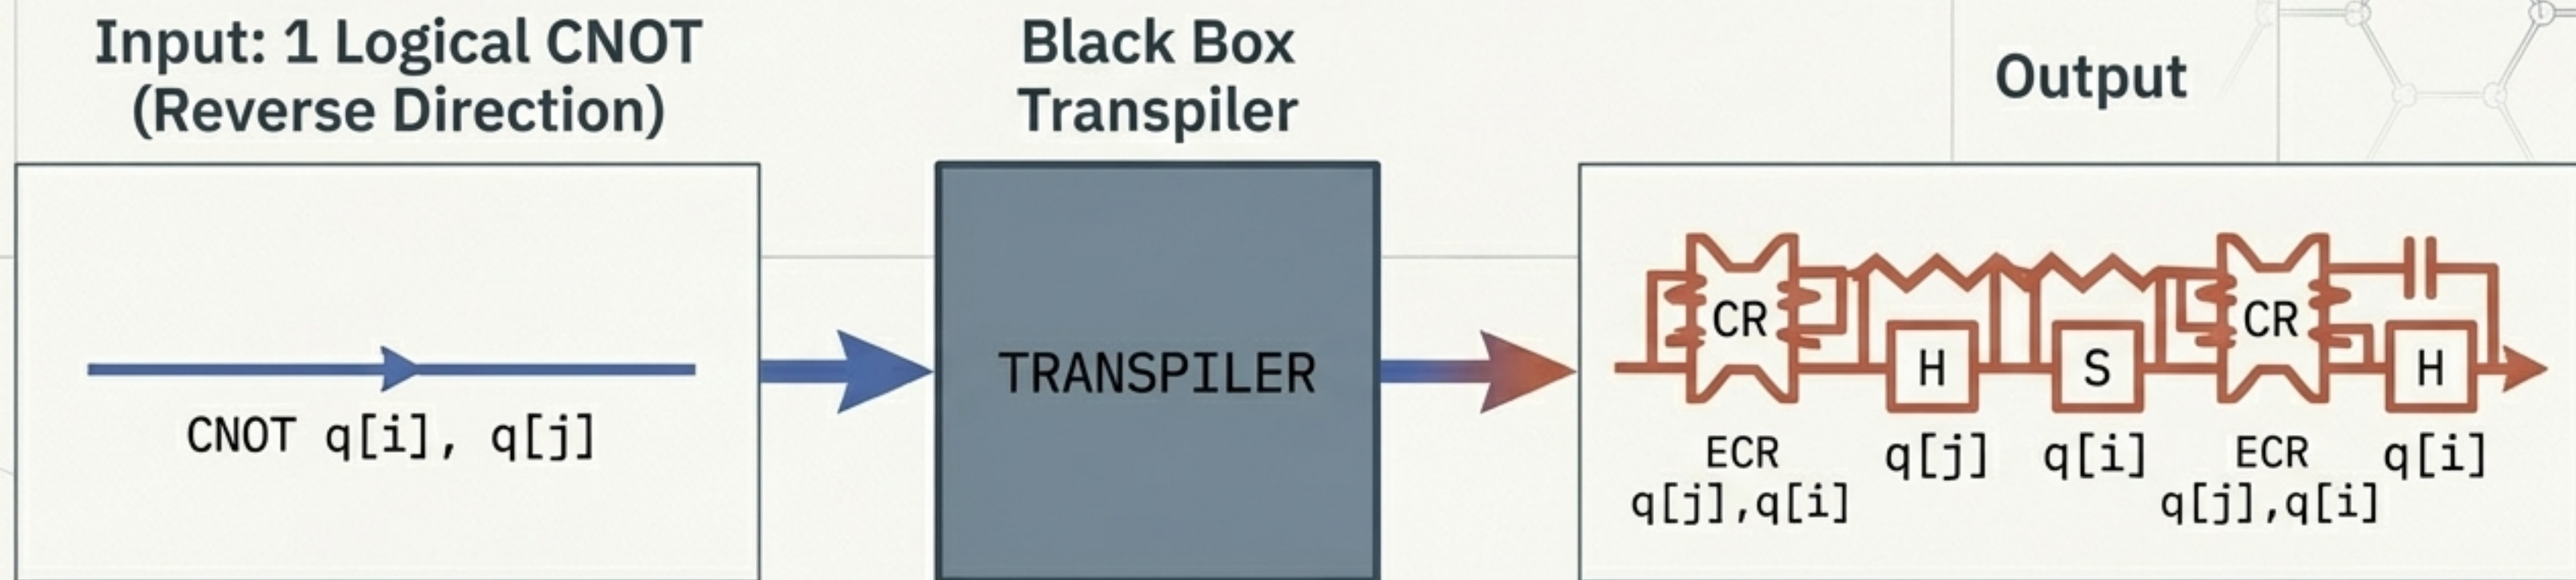 Input: 1 Logical CNOT
(Reverse Direction)
CNOT q[i], q[j]
Black Box
Transpiler
TRANSPILER
Output
CR
H
S
CR
H
ECR
q[j],q[i]
q[j]
q[i]
ECR
q[j],q[i]
q[i]